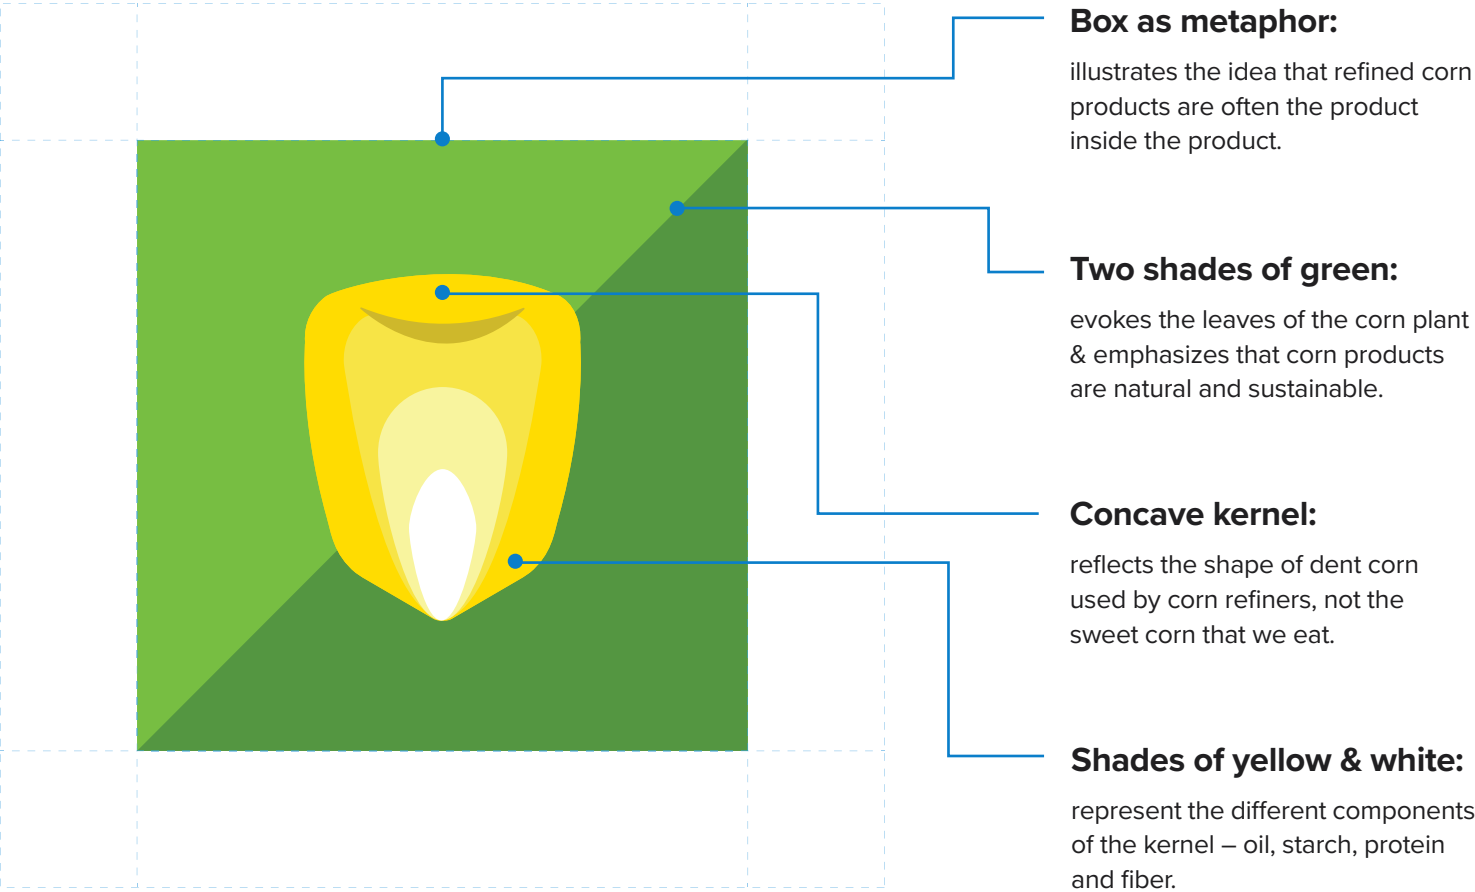 Box as metaphor:
illustrates the idea that refined corn
products are often the product
inside the product.
Two shades of green:
evokes the leaves of the corn plant
& emphasizes that corn products
are natural and sustainable.
Concave kernel:
reflects the shape of dent corn
used by corn refiners, not the
sweet corn that we eat.
Shades of yellow & white:
represent the different components
of the kernel – oil, starch, protein
and fiber.